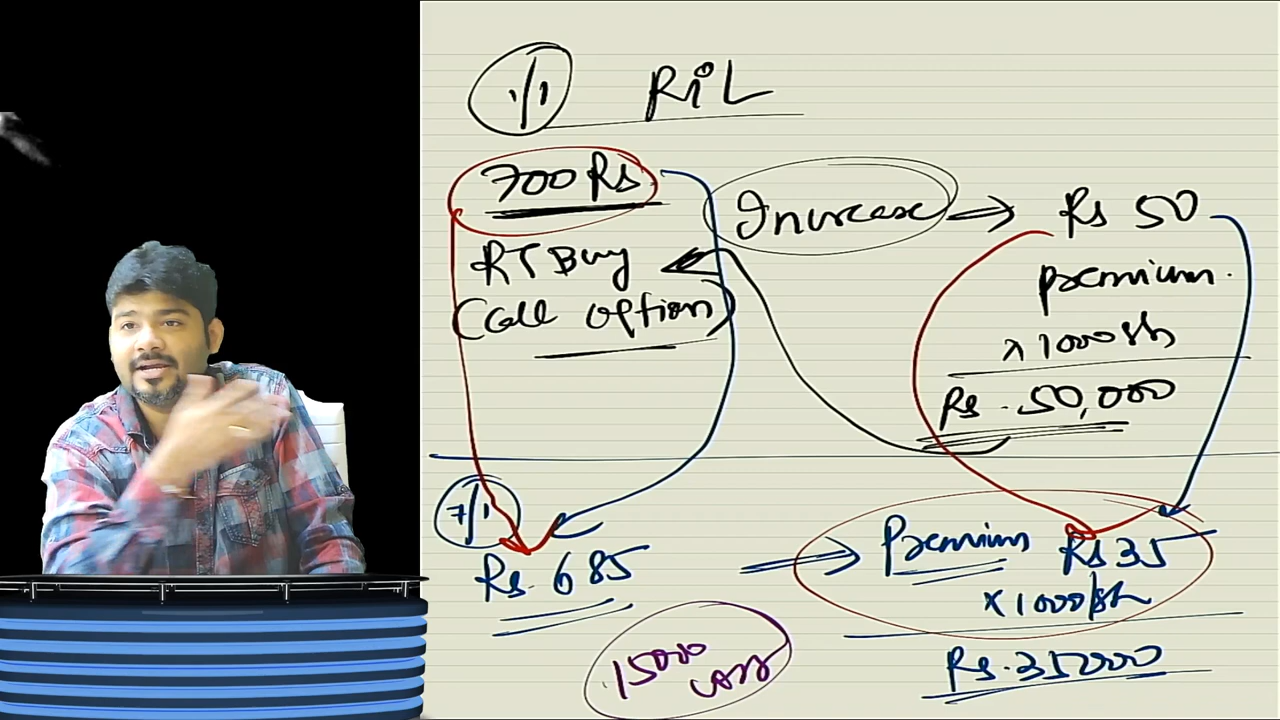 1/1 RiL
700 Rs
Increase ⇒ Rs 50
premium.
x 1000 sh
Rs. 50,000
RT Buy
(Call option)
7/1
Rs. 685
⇒ Premium Rs 35
x 1000/sh
Rs. 35000
15000
loss